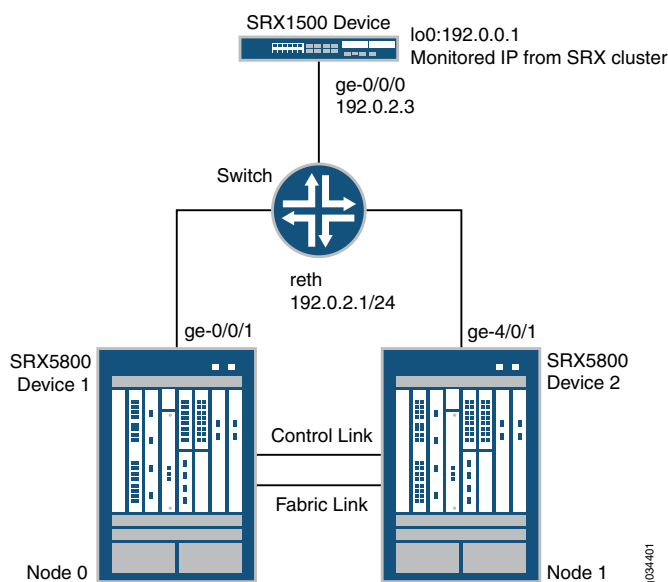 SRX1500 Device
lo0:192.0.0.1
Monitored IP from SRX cluster
ge-0/0/0
192.0.2.3
Switch
reth
192.0.2.1/24
ge-0/0/1
ge-4/0/1
SRX5800
Device 1
SRX5800
Device 2
Control Link
Fabric Link
Node 0
Node 1
g034401